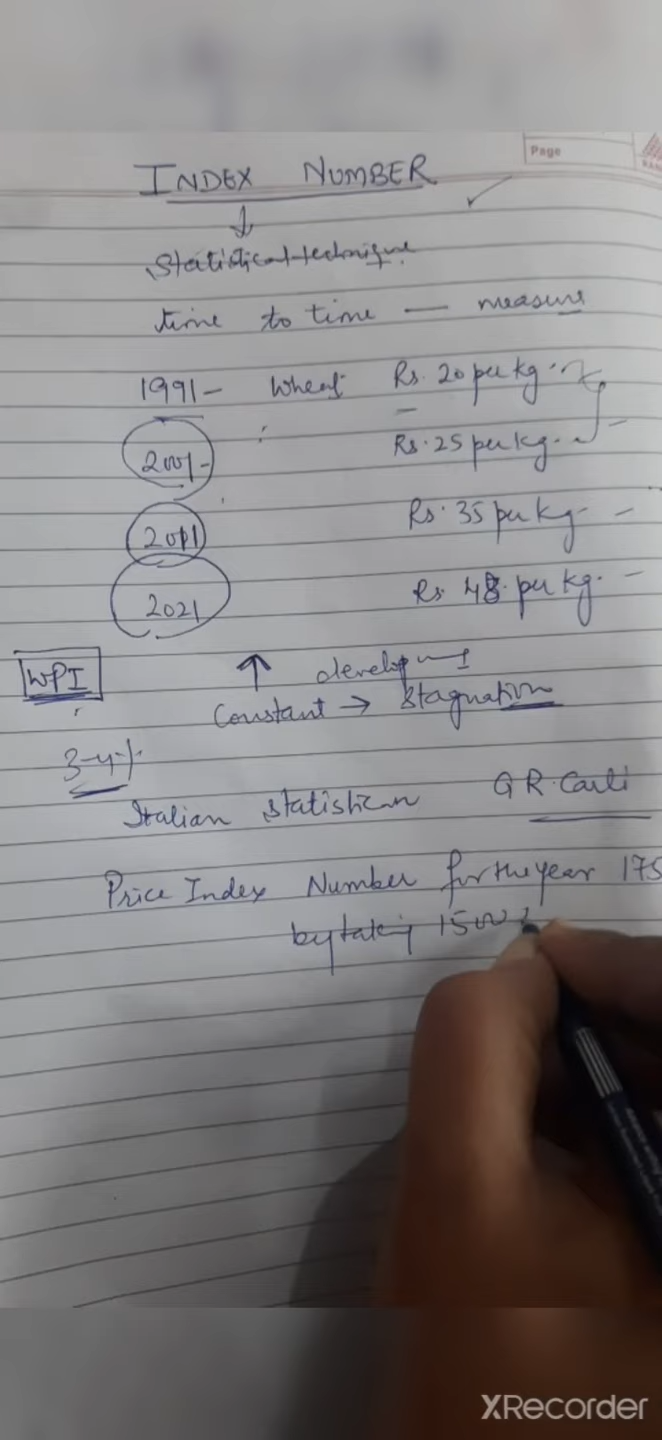 Page
INDEX NUMBER
↓
Statistical technique
time to time — measure
1991- Wheat Rs. 20 per kg.
2001- Rs. 25 per kg.
2011 Rs. 35 per kg -
2021 Rs. 48 per kg. -
WPI ↑
Constant → Stagnation
3-4%
Italian statistican G R. Carli
Price Index Number for the year 175
by taking 1500
XRecorder